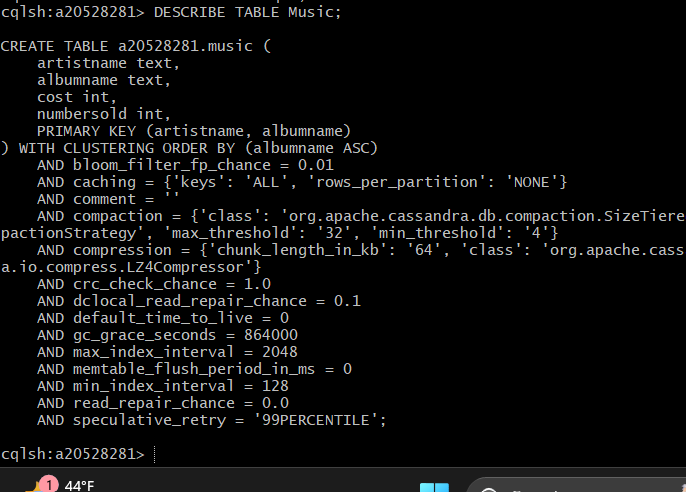 cqlsh:a20528281> DESCRIBE TABLE Music;
CREATE TABLE a20528281.music (
    artistname text,
    albumname text,
    cost int,
    numbersold int,
    PRIMARY KEY (artistname, albumname)
) WITH CLUSTERING ORDER BY (albumname ASC)
    AND bloom_filter_fp_chance = 0.01
    AND caching = {'keys': 'ALL', 'rows_per_partition': 'NONE'}
    AND comment = ''
    AND compaction = {'class': 'org.apache.cassandra.db.compaction.SizeTiere
pactionStrategy', 'max_threshold': '32', 'min_threshold': '4'}
    AND compression = {'chunk_length_in_kb': '64', 'class': 'org.apache.cass
a.io.compress.LZ4Compressor'}
    AND crc_check_chance = 1.0
    AND dclocal_read_repair_chance = 0.1
    AND default_time_to_live = 0
    AND gc_grace_seconds = 864000
    AND max_index_interval = 2048
    AND memtable_flush_period_in_ms = 0
    AND min_index_interval = 128
    AND read_repair_chance = 0.0
    AND speculative_retry = '99PERCENTILE';
cqlsh:a20528281>
1 44°F